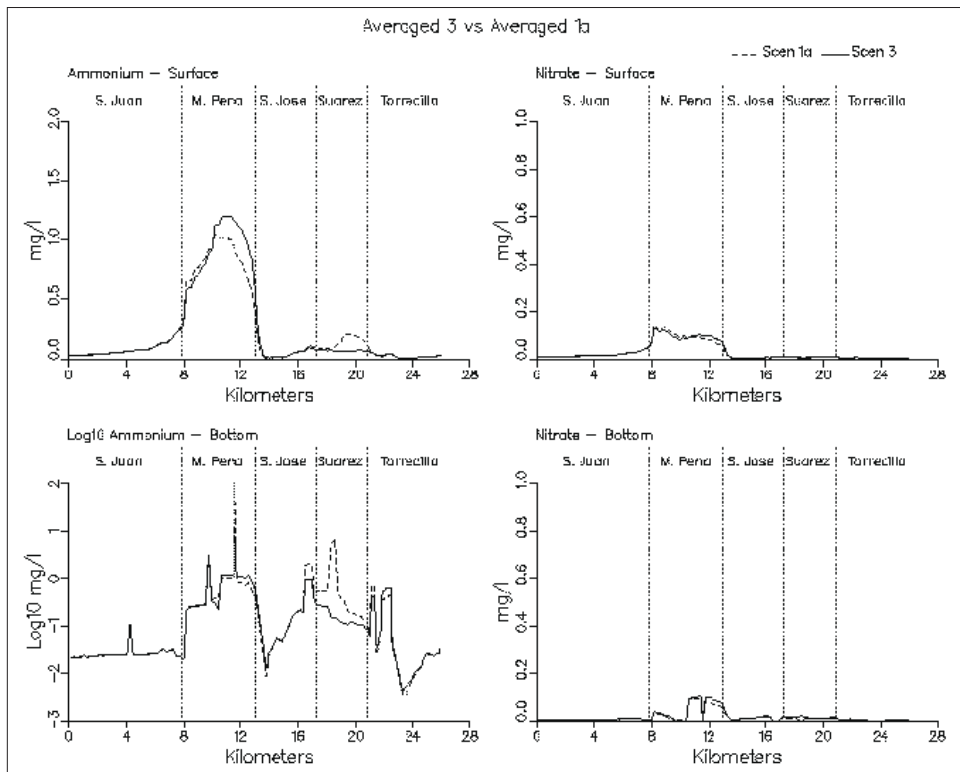 Averaged 3 vs Averaged 1a
Scen 1a Scen 3
Ammonium – Surface
S. Juan M. Pena S. Jose Suarez Torrecilla
mg/l
2.0
1.5
1.0
0.5
0.0
0 4 8 12 16 20 24 28
Kilometers
Nitrate – Surface
S. Juan M. Pena S. Jose Suarez Torrecilla
mg/l
1.0
0.8
0.6
0.4
0.2
0.0
0 4 8 12 16 20 24 28
Kilometers
Log10 Ammonium – Bottom
S. Juan M. Pena S. Jose Suarez Torrecilla
Log10 mg/l
2
1
0
-1
-2
-3
0 4 8 12 16 20 24 28
Kilometers
Nitrate – Bottom
S. Juan M. Pena S. Jose Suarez Torrecilla
mg/l
1.0
0.8
0.6
0.4
0.2
0.0
0 4 8 12 16 20 24 28
Kilometers